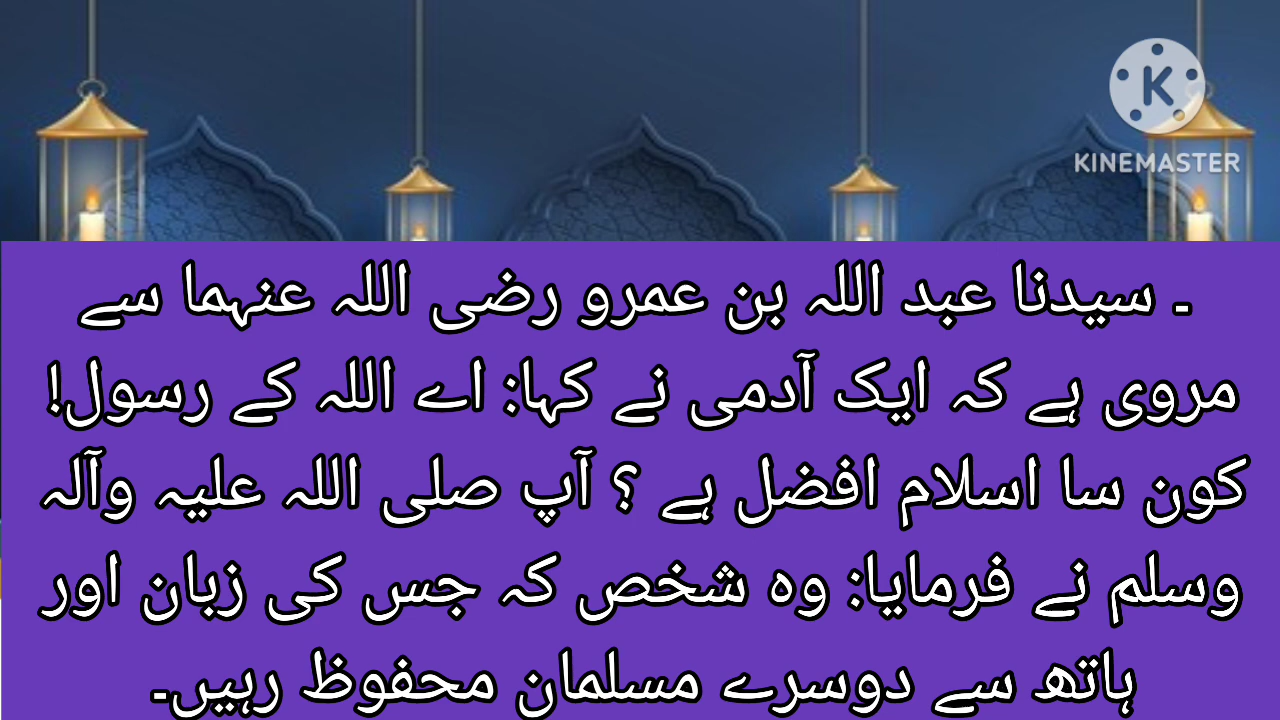 K
KINEMASTER
۔ سیدنا عبد اللہ بن عمرو رضی اللہ عنہما سے
مروی ہے کہ ایک آدمی نے کہا: اے اللہ کے رسول!
کون سا اسلام افضل ہے ؟ آپ صلی اللہ علیہ وآلہ
وسلم نے فرمایا: وہ شخص کہ جس کی زبان اور
ہاتھ سے دوسرے مسلمان محفوظ رہیں۔